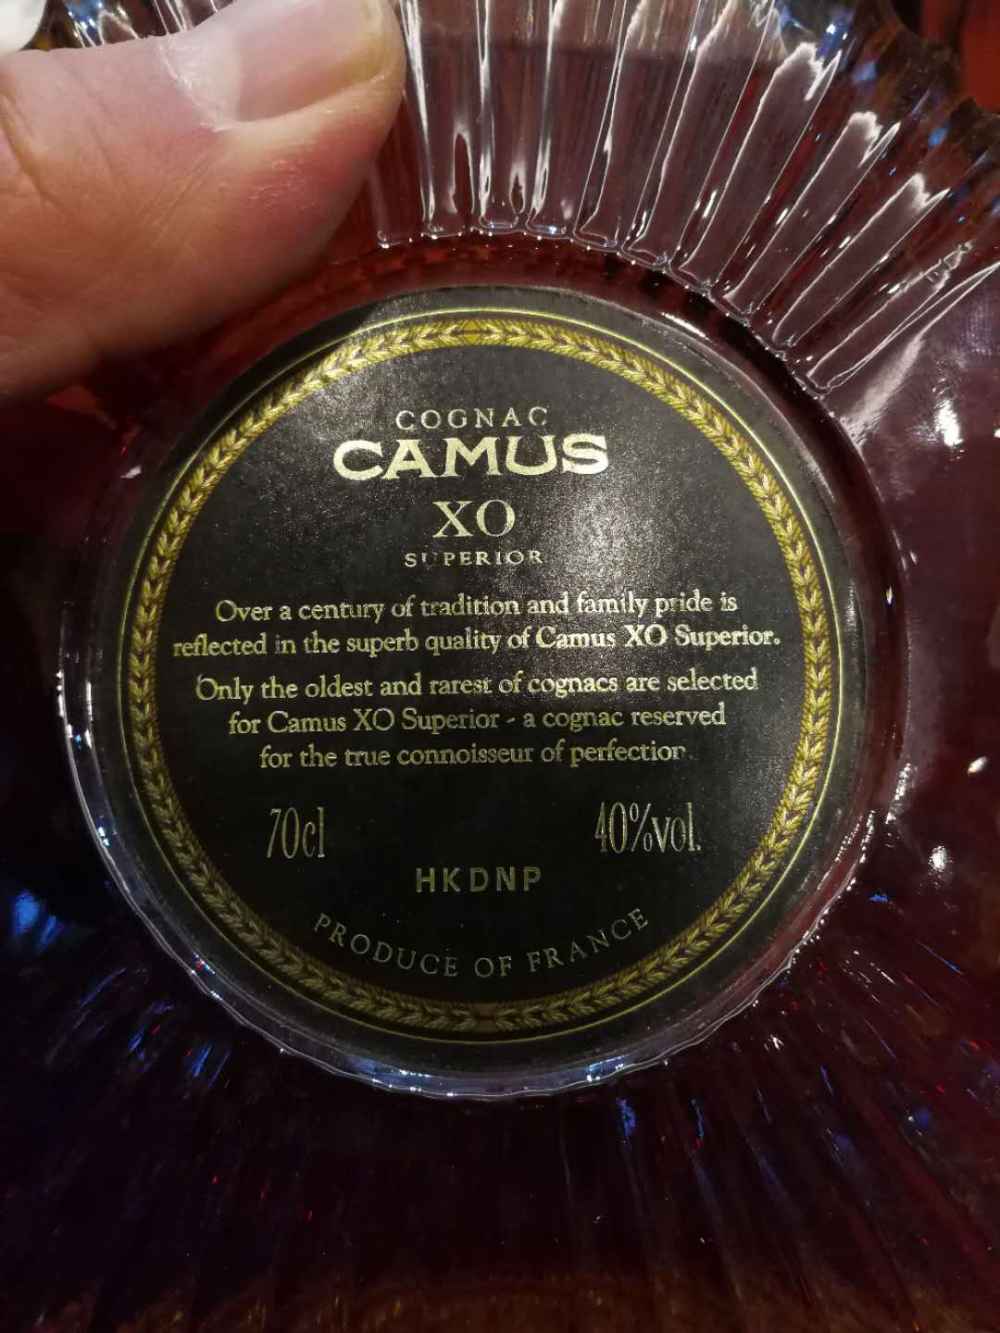 COGNAC
CAMUS
XO
SUPERIOR
Over a century of tradition and family pride is
reflected in the superb quality of Camus XO Superior.
Only the oldest and rarest of cognacs are selected
for Camus XO Superior - a cognac reserved
for the true connoisseur of perfection.
70cl 40%vol.
HKDNP
PRODUCE OF FRANCE